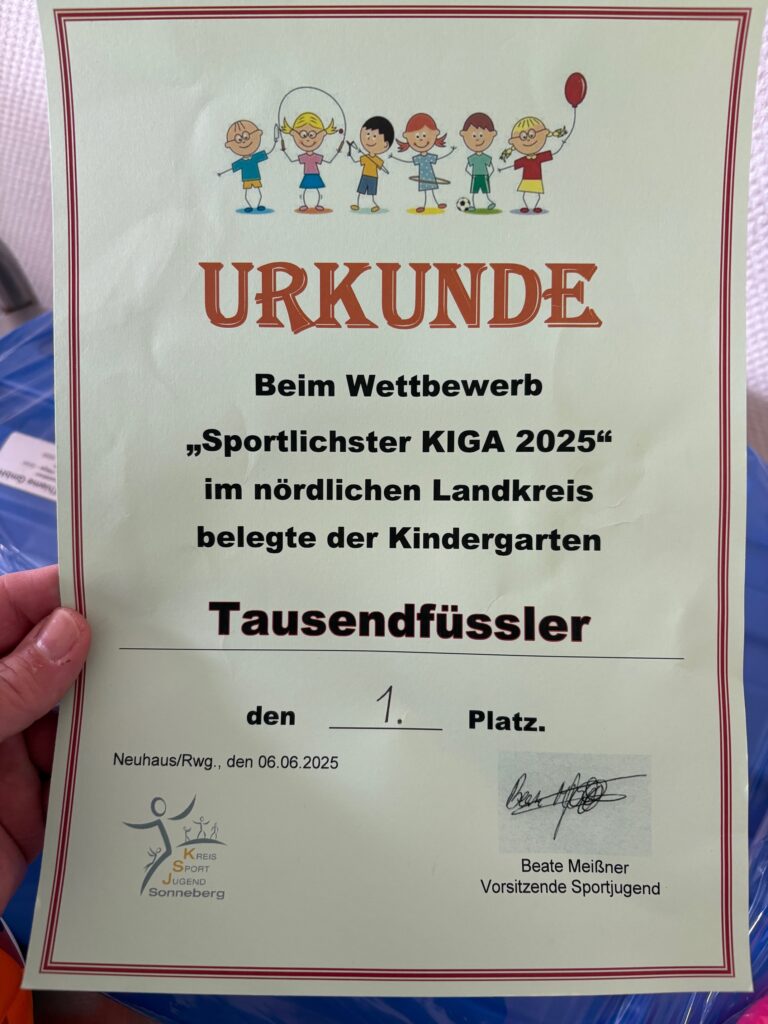 URKUNDE
Beim Wettbewerb
„Sportlichster KIGA 2025“
im nördlichen Landkreis
belegte der Kindergarten
Tausendfüssler
den 1. Platz.
Neuhaus/Rwg., den 06.06.2025
KREIS
SPORT
JUGEND
Sonneberg
Beate Meißner
Vorsitzende Sportjugend